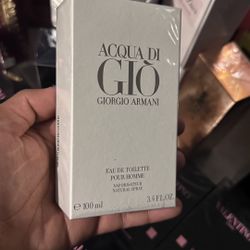 ACQUA DI
GIÒ
GIORGIO ARMANI
EAU DE TOILETTE
POUR HOMME
VAPORISATEUR
NATURAL SPRAY
e 100 ml 3.4 FL.OZ.